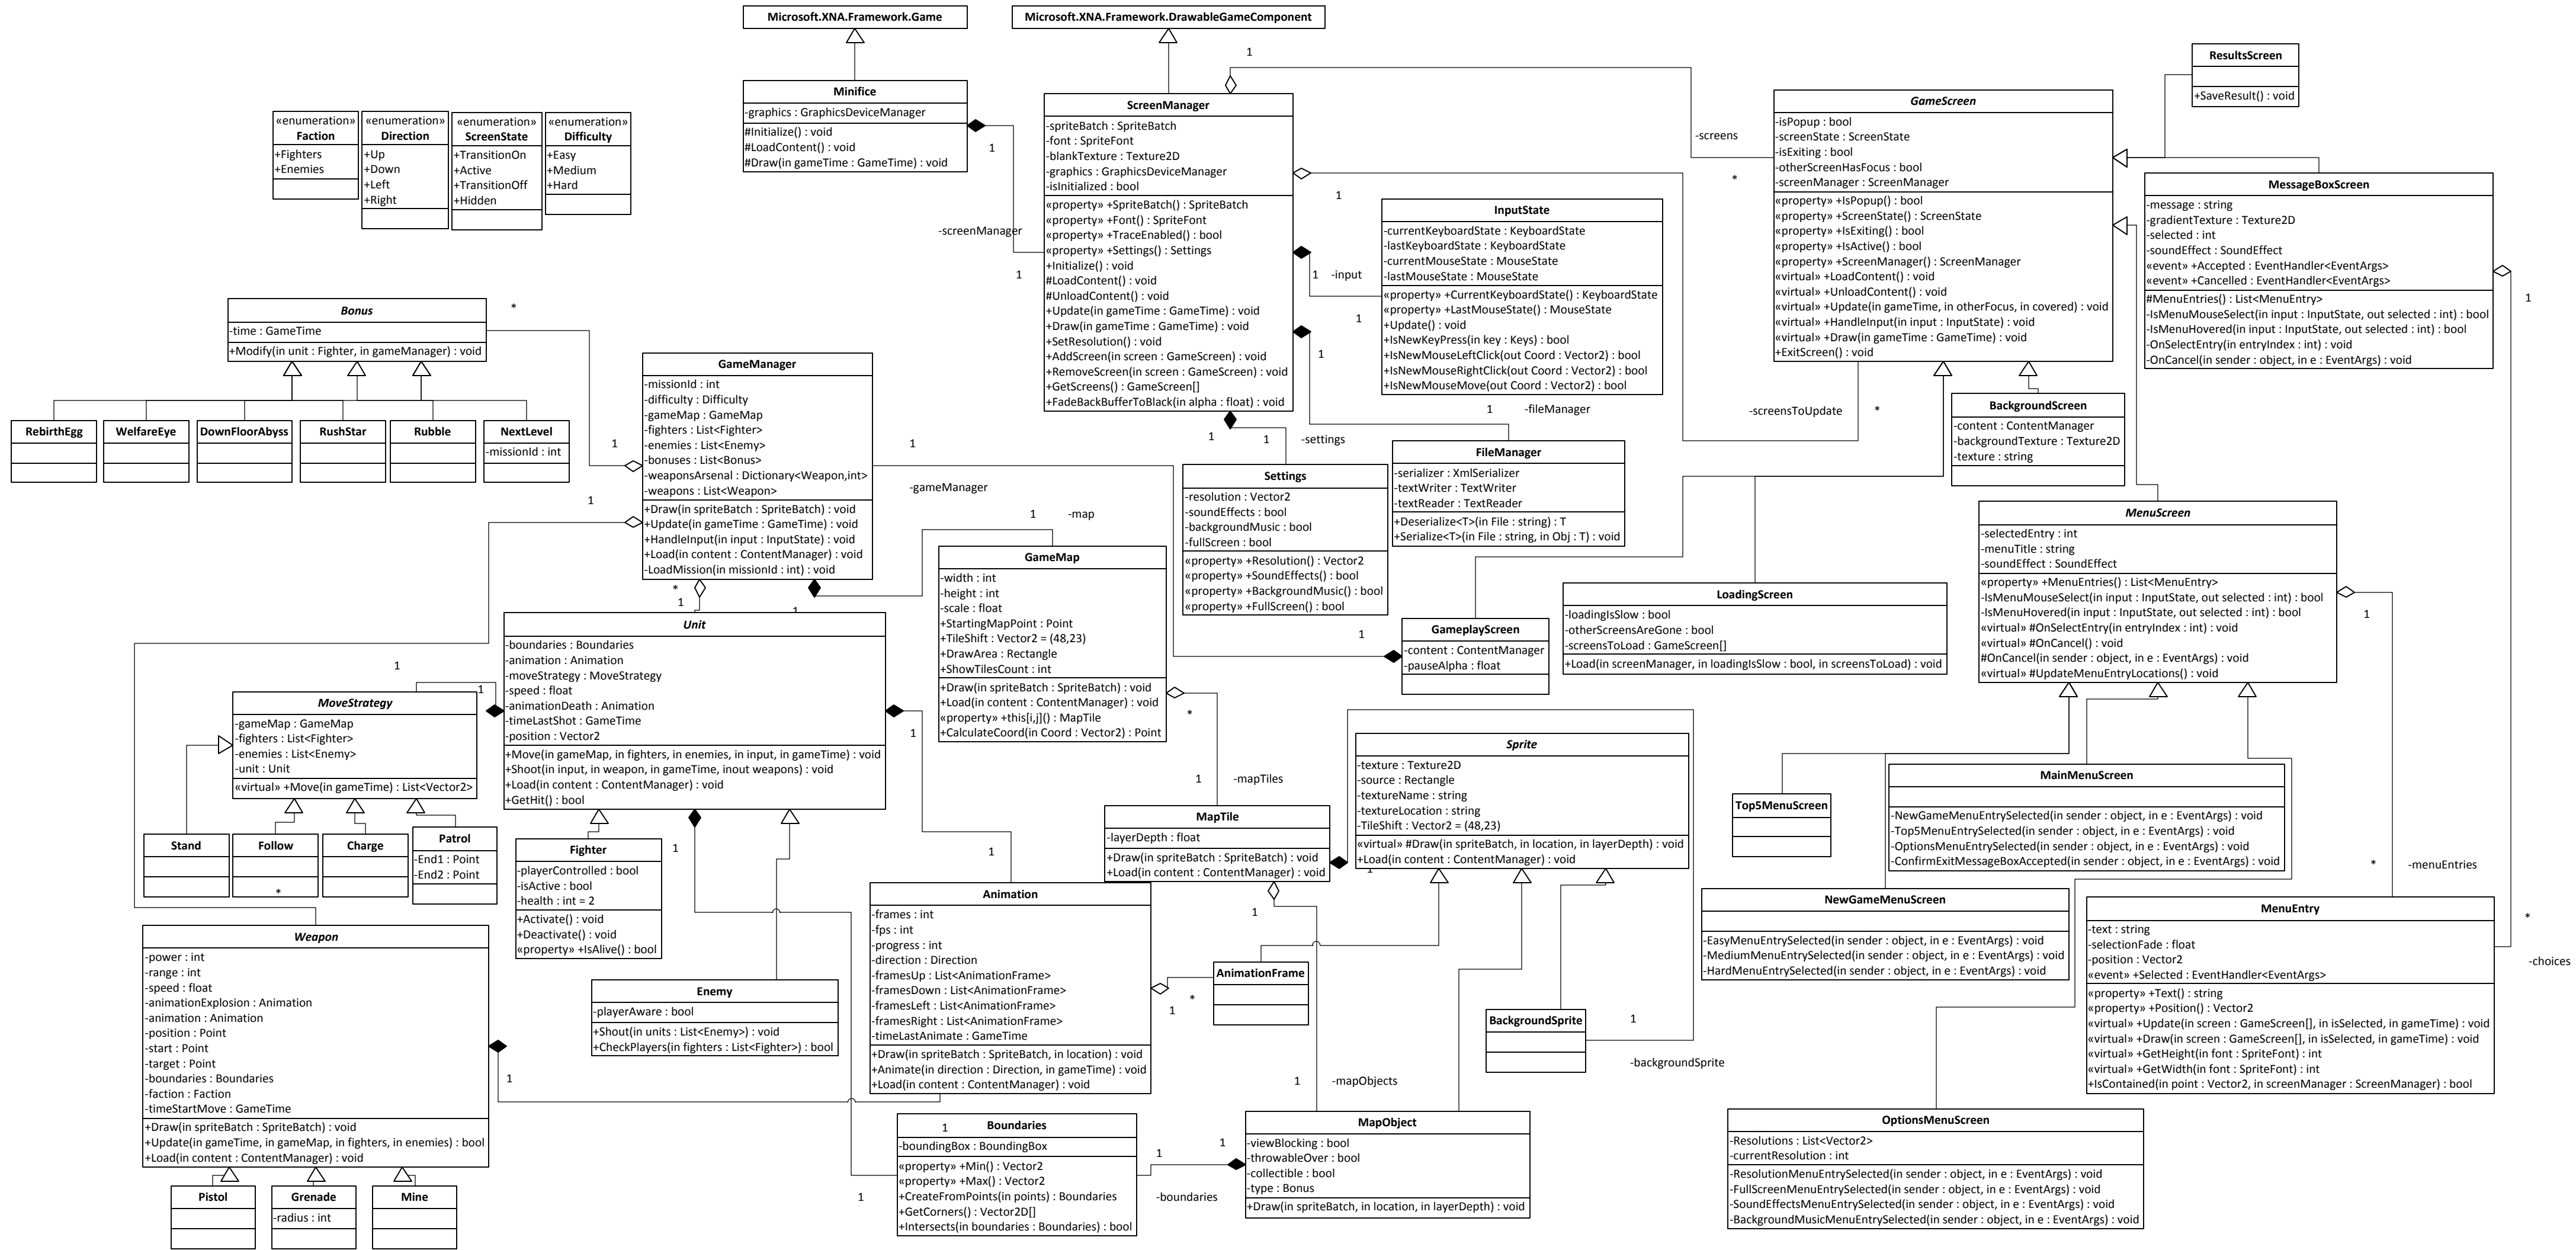 Microsoft.XNA.Framework.Game
Microsoft.XNA.Framework.DrawableGameComponent
Minifice
-graphics : GraphicsDeviceManager
#Initialize() : void
#LoadContent() : void
#Draw(in gameTime : GameTime) : void
1
-screenManager
1
«enumeration»
Faction
+Fighters
+Enemies
«enumeration»
Direction
+Up
+Down
+Left
+Right
«enumeration»
ScreenState
+TransitionOn
+Active
+TransitionOff
+Hidden
«enumeration»
Difficulty
+Easy
+Medium
+Hard
ScreenManager
-spriteBatch : SpriteBatch
-font : SpriteFont
-blankTexture : Texture2D
-graphics : GraphicsDeviceManager
-isInitialized : bool
«property» +SpriteBatch() : SpriteBatch
«property» +Font() : SpriteFont
«property» +TraceEnabled() : bool
«property» +Settings() : Settings
+Initialize() : void
#LoadContent() : void
#UnloadContent() : void
+Update(in gameTime : GameTime) : void
+Draw(in gameTime : GameTime) : void
+SetResolution() : void
+AddScreen(in screen : GameScreen) : void
+RemoveScreen(in screen : GameScreen) : void
+GetScreens() : GameScreen[]
+FadeBackBufferToBlack(in alpha : float) : void
1
-screens
*
1
1
-input
1
1
1
-fileManager
1
1
-settings
-screensToUpdate
*
InputState
-currentKeyboardState : KeyboardState
-lastKeyboardState : KeyboardState
-currentMouseState : MouseState
-lastMouseState : MouseState
«property» +CurrentKeyboardState() : KeyboardState
«property» +LastMouseState() : MouseState
+Update() : void
+IsNewKeyPress(in key : Keys) : bool
+IsNewMouseLeftClick(out Coord : Vector2) : bool
+IsNewMouseRightClick(out Coord : Vector2) : bool
+IsNewMouseMove(out Coord : Vector2) : bool
GameScreen
-isPopup : bool
-screenState : ScreenState
-isExiting : bool
-otherScreenHasFocus : bool
-screenManager : ScreenManager
«property» +IsPopup() : bool
«property» +ScreenState() : ScreenState
«property» +IsExiting() : bool
«property» +IsActive() : bool
«property» +ScreenManager() : ScreenManager
«virtual» +LoadContent() : void
«virtual» +UnloadContent() : void
«virtual» +Update(in gameTime, in otherFocus, in covered) : void
«virtual» +HandleInput(in input : InputState) : void
«virtual» +Draw(in gameTime : GameTime) : void
+ExitScreen() : void
ResultsScreen
+SaveResult() : void
MessageBoxScreen
-message : string
-gradientTexture : Texture2D
-selected : int
-soundEffect : SoundEffect
«event» +Accepted : EventHandler<EventArgs>
«event» +Cancelled : EventHandler<EventArgs>
#MenuEntries() : List<MenuEntry>
-IsMenuMouseSelect(in input : InputState, out selected : int) : bool
-IsMenuHovered(in input : InputState, out selected : int) : bool
-OnSelectEntry(in entryIndex : int) : void
-OnCancel(in sender : object, in e : EventArgs) : void
1
*
-choices
Bonus
-time : GameTime
+Modify(in unit : Fighter, in gameManager) : void
*
1
RebirthEgg
WelfareEye
DownFloorAbyss
RushStar
Rubble
NextLevel
-missionId : int
GameManager
-missionId : int
-difficulty : Difficulty
-gameMap : GameMap
-fighters : List<Fighter>
-enemies : List<Enemy>
-bonuses : List<Bonus>
-weaponsArsenal : Dictionary<Weapon,int>
-weapons : List<Weapon>
+Draw(in spriteBatch : SpriteBatch) : void
+Update(in gameTime : GameTime) : void
+HandleInput(in input : InputState) : void
+Load(in content : ContentManager) : void
-LoadMission(in missionId : int) : void
1
-gameManager
1
1
*
1
1
1
-map
Settings
-resolution : Vector2
-soundEffects : bool
-backgroundMusic : bool
-fullScreen : bool
«property» +Resolution() : Vector2
«property» +SoundEffects() : bool
«property» +BackgroundMusic() : bool
«property» +FullScreen() : bool
FileManager
-serializer : XmlSerializer
-textWriter : TextWriter
-textReader : TextReader
+Deserialize<T>(in File : string) : T
+Serialize<T>(in File : string, in Obj : T) : void
BackgroundScreen
-content : ContentManager
-backgroundTexture : Texture2D
-texture : string
GameMap
-width : int
-height : int
-scale : float
+StartingMapPoint : Point
+TileShift : Vector2 = (48,23)
+DrawArea : Rectangle
+ShowTilesCount : int
+Draw(in spriteBatch : SpriteBatch) : void
+Load(in content : ContentManager) : void
«property» +this[i,j]() : MapTile
+CalculateCoord(in Coord : Vector2) : Point
*
1
-mapTiles
GameplayScreen
-content : ContentManager
-pauseAlpha : float
LoadingScreen
-loadingIsSlow : bool
-otherScreensAreGone : bool
-screensToLoad : GameScreen[]
+Load(in screenManager, in loadingIsSlow : bool, in screensToLoad) : void
MenuScreen
-selectedEntry : int
-menuTitle : string
-soundEffect : SoundEffect
«property» +MenuEntries() : List<MenuEntry>
-IsMenuMouseSelect(in input : InputState, out selected : int) : bool
-IsMenuHovered(in input : InputState, out selected : int) : bool
«virtual» #OnSelectEntry(in entryIndex : int) : void
«virtual» #OnCancel() : void
#OnCancel(in sender : object, in e : EventArgs) : void
«virtual» #UpdateMenuEntryLocations() : void
1
*
-menuEntries
Unit
-boundaries : Boundaries
-animation : Animation
-moveStrategy : MoveStrategy
-speed : float
-animationDeath : Animation
-timeLastShot : GameTime
-position : Vector2
+Move(in gameMap, in fighters, in enemies, in input, in gameTime) : void
+Shoot(in input, in weapon, in gameTime, inout weapons) : void
+Load(in content : ContentManager) : void
+GetHit() : bool
1
1
1
1
1
1
MoveStrategy
-gameMap : GameMap
-fighters : List<Fighter>
-enemies : List<Enemy>
-unit : Unit
«virtual» +Move(in gameTime) : List<Vector2>
Stand
Follow
*
Charge
Patrol
-End1 : Point
-End2 : Point
Fighter
-playerControlled : bool
-isActive : bool
-health : int = 2
+Activate() : void
+Deactivate() : void
«property» +IsAlive() : bool
Enemy
-playerAware : bool
+Shout(in units : List<Enemy>) : void
+CheckPlayers(in fighters : List<Fighter>) : bool
Sprite
-texture : Texture2D
-source : Rectangle
-textureName : string
-textureLocation : string
-TileShift : Vector2 = (48,23)
«virtual» #Draw(in spriteBatch, in location, in layerDepth) : void
+Load(in content : ContentManager) : void
MapTile
-layerDepth : float
+Draw(in spriteBatch : SpriteBatch) : void
+Load(in content : ContentManager) : void
1
1
1
-mapObjects
1
-backgroundSprite
Animation
-frames : int
-fps : int
-progress : int
-direction : Direction
-framesUp : List<AnimationFrame>
-framesDown : List<AnimationFrame>
-framesLeft : List<AnimationFrame>
-framesRight : List<AnimationFrame>
-timeLastAnimate : GameTime
+Draw(in spriteBatch : SpriteBatch, in location) : void
+Animate(in direction : Direction, in gameTime) : void
+Load(in content : ContentManager) : void
1
*
AnimationFrame
BackgroundSprite
Top5MenuScreen
MainMenuScreen
-NewGameMenuEntrySelected(in sender : object, in e : EventArgs) : void
-Top5MenuEntrySelected(in sender : object, in e : EventArgs) : void
-OptionsMenuEntrySelected(in sender : object, in e : EventArgs) : void
-ConfirmExitMessageBoxAccepted(in sender : object, in e : EventArgs) : void
NewGameMenuScreen
-EasyMenuEntrySelected(in sender : object, in e : EventArgs) : void
-MediumMenuEntrySelected(in sender : object, in e : EventArgs) : void
-HardMenuEntrySelected(in sender : object, in e : EventArgs) : void
MenuEntry
-text : string
-selectionFade : float
-position : Vector2
«event» +Selected : EventHandler<EventArgs>
«property» +Text() : string
«property» +Position() : Vector2
«virtual» +Update(in screen : GameScreen[], in isSelected, in gameTime) : void
«virtual» +Draw(in screen : GameScreen[], in isSelected, in gameTime) : void
«virtual» +GetHeight(in font : SpriteFont) : int
«virtual» +GetWidth(in font : SpriteFont) : int
+IsContained(in point : Vector2, in screenManager : ScreenManager) : bool
Weapon
-power : int
-range : int
-speed : float
-animationExplosion : Animation
-animation : Animation
-position : Point
-start : Point
-target : Point
-boundaries : Boundaries
-faction : Faction
-timeStartMove : GameTime
+Draw(in spriteBatch : SpriteBatch) : void
+Update(in gameTime, in gameMap, in fighters, in enemies) : bool
+Load(in content : ContentManager) : void
1
1
Pistol
Grenade
-radius : int
Mine
Boundaries
-boundingBox : BoundingBox
«property» +Min() : Vector2
«property» +Max() : Vector2
+CreateFromPoints(in points) : Boundaries
+GetCorners() : Vector2D[]
+Intersects(in boundaries : Boundaries) : bool
1
1
-boundaries
MapObject
-viewBlocking : bool
-throwableOver : bool
-collectible : bool
-type : Bonus
+Draw(in spriteBatch, in location, in layerDepth) : void
OptionsMenuScreen
-Resolutions : List<Vector2>
-currentResolution : int
-ResolutionMenuEntrySelected(in sender : object, in e : EventArgs) : void
-FullScreenMenuEntrySelected(in sender : object, in e : EventArgs) : void
-SoundEffectsMenuEntrySelected(in sender : object, in e : EventArgs) : void
-BackgroundMusicMenuEntrySelected(in sender : object, in e : EventArgs) : void